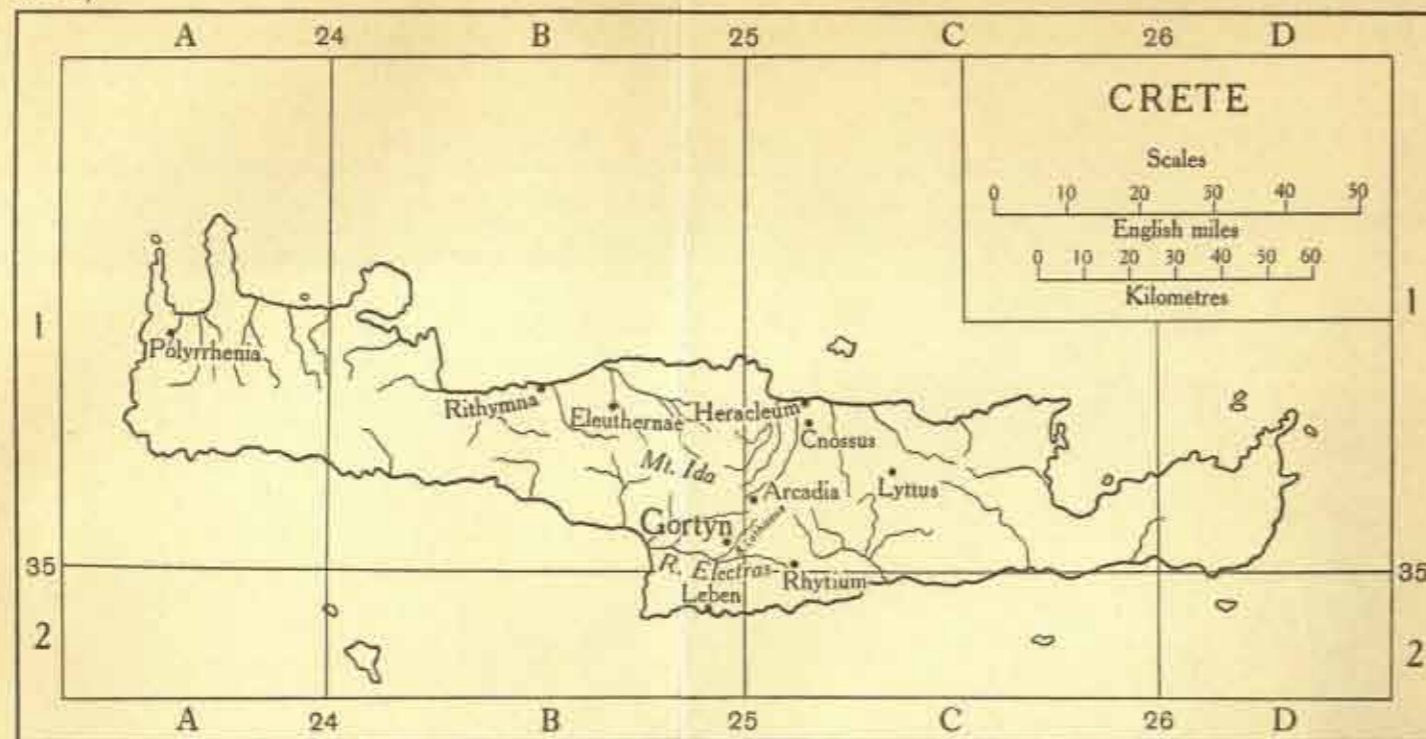 A 24 B 25 C 26 D
CRETE
Scales
0 10 20 30 40 50
English miles
0 10 20 30 40 50 60
Kilometres
1 1
Polyrrhenia
Rithymna
Eleuthernae
Heracleum
Cnossus
Mt. Ida
Arcadia
Lyttus
Gortyn
35 35
R. Electras
Rhytium
Leben
2 2
A 24 B 25 C 26 D